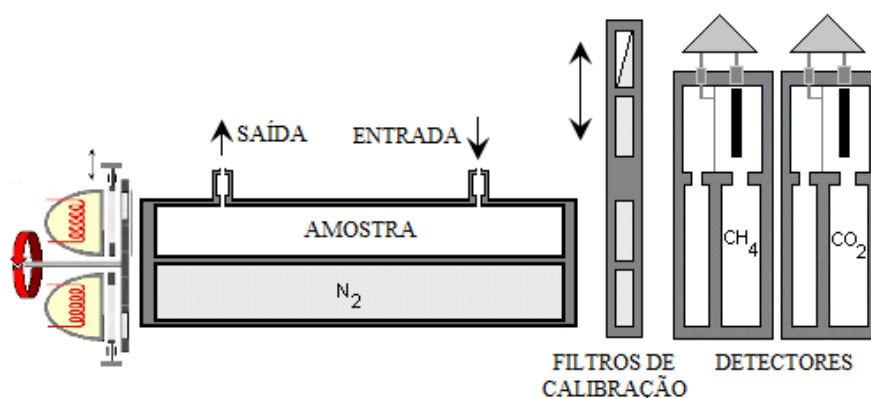 SAÍDA
ENTRADA
AMOSTRA
N2
CH4
CO2
FILTROS DE
CALIBRAÇÃO
DETECTORES